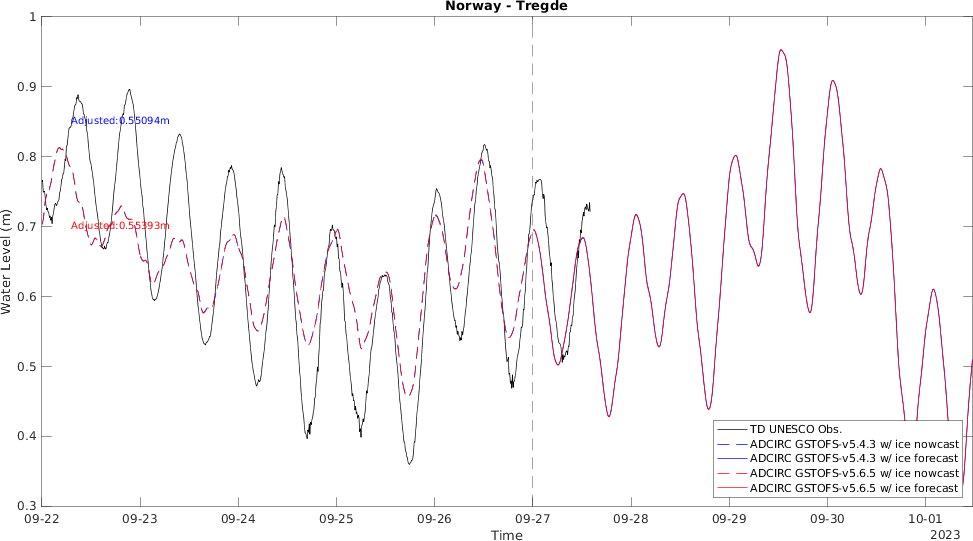 Norway - Tregde
Water Level (m)
1
0.9
0.8
0.7
0.6
0.5
0.4
0.3
Adjusted:0.55094m
Adjusted:0.55393m
TD UNESCO Obs.
ADCIRC GSTOFS-v5.4.3 w/ ice nowcast
ADCIRC GSTOFS-v5.4.3 w/ ice forecast
ADCIRC GSTOFS-v5.6.5 w/ ice nowcast
ADCIRC GSTOFS-v5.6.5 w/ ice forecast
09-22 09-23 09-24 09-25 09-26 09-27 09-28 09-29 09-30 10-01
Time
2023